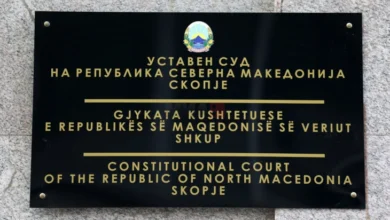 УСТАВЕН СУД
НА РЕПУБЛИКА СЕВЕРНА МАКЕДОНИЈА
СКОПЈЕ
GJYKATA KUSHTETUESE
E REPUBLIKËS SË MAQEDONISË SË VERIUT
SHKUP
CONSTITUTIONAL COURT
OF THE REPUBLIC OF NORTH MACEDONIA
SKOPJE